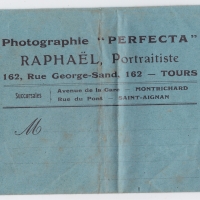 Photographie "PERFECTA"
RAPHAËL, Portraitiste
162, Rue George-Sand, 162 — TOURS
Succursales
Avenue de la Gare — MONTRICHARD
Rue du Pont — SAINT-AIGNAN
M